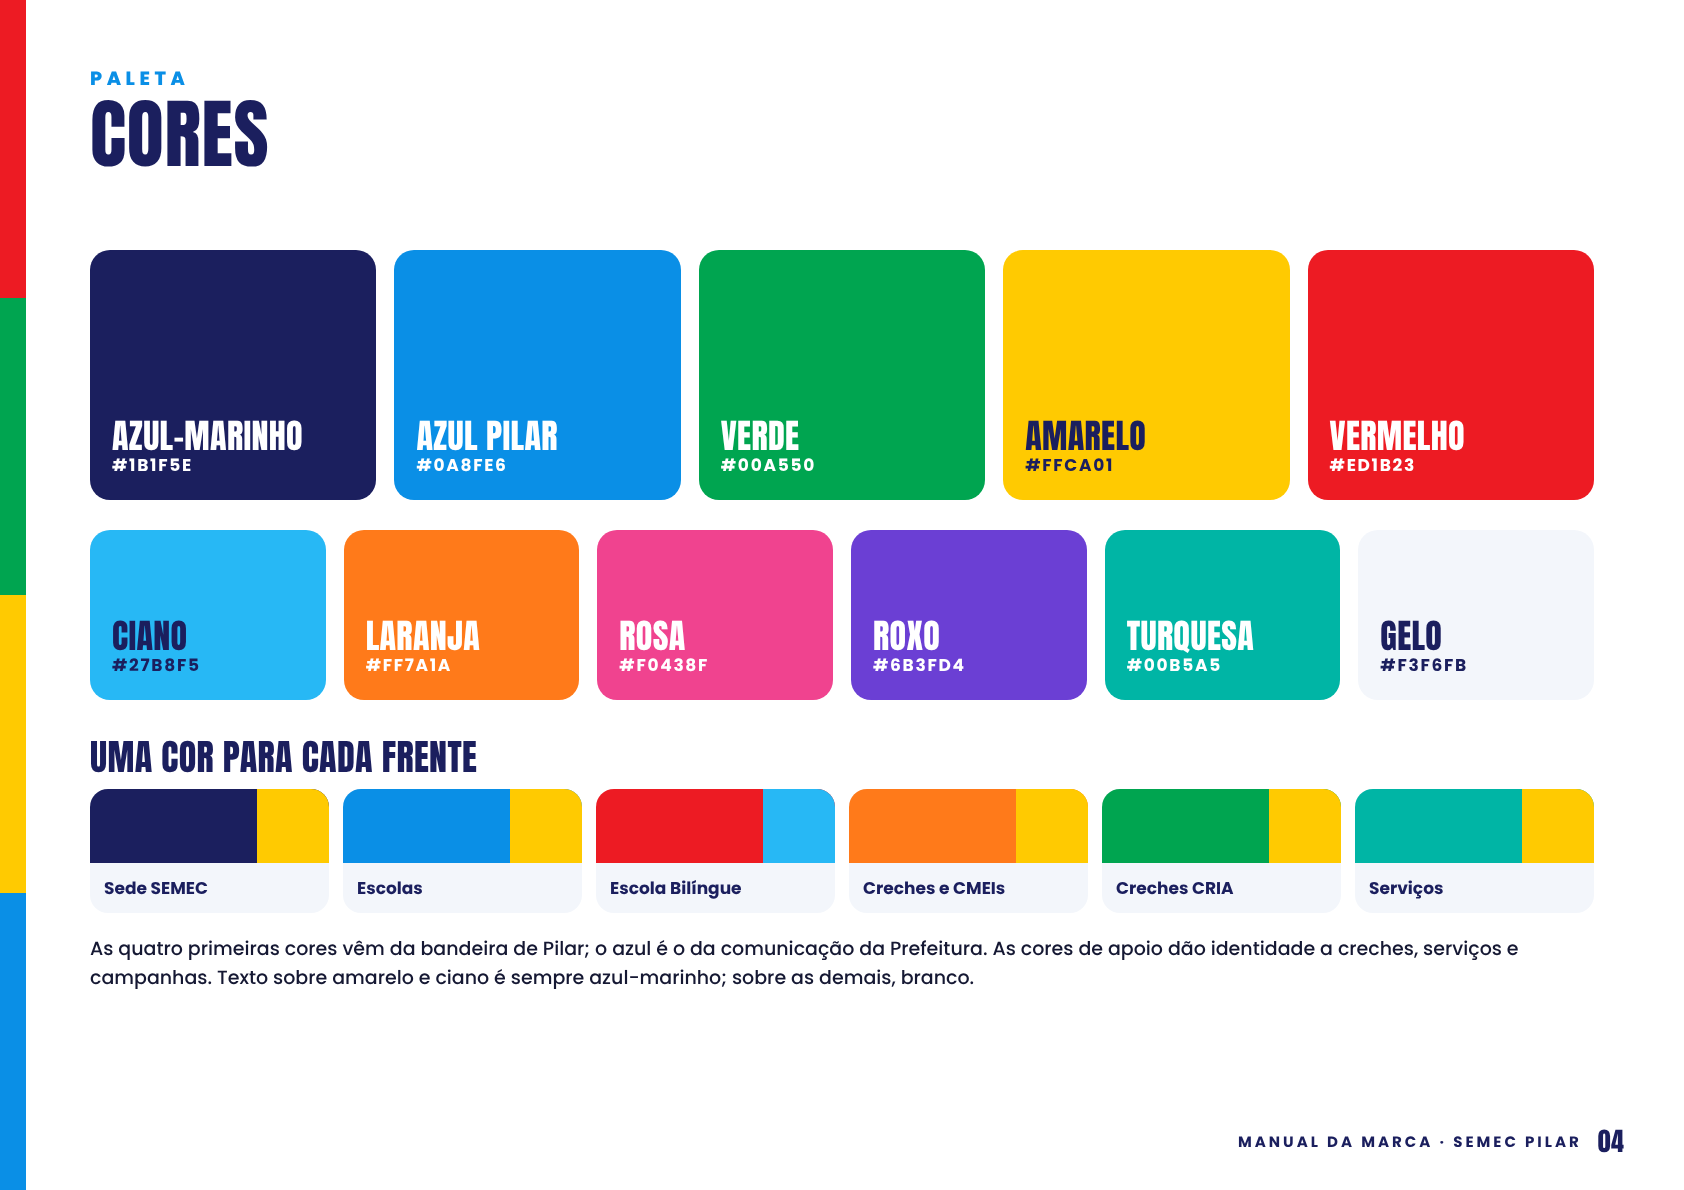 PALETA
CORES
AZUL-MARINHO
#1B1F5E
AZUL PILAR
#0A8FE6
VERDE
#00A550
AMARELO
#FFCA01
VERMELHO
#ED1B23
CIANO
#27B8F5
LARANJA
#FF7A1A
ROSA
#F0438F
ROXO
#6B3FD4
TURQUESA
#00B5A5
GELO
#F3F6FB
UMA COR PARA CADA FRENTE
Sede SEMEC
Escolas
Escola Bilíngue
Creches e CMEIs
Creches CRIA
Serviços
As quatro primeiras cores vêm da bandeira de Pilar; o azul é o da comunicação da Prefeitura. As cores de apoio dão identidade a creches, serviços e
campanhas. Texto sobre amarelo e ciano é sempre azul-marinho; sobre as demais, branco.
MANUAL DA MARCA · SEMEC PILAR 04